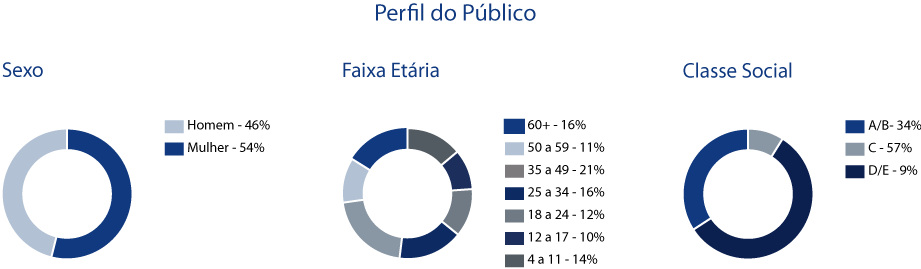 Perfil do Público
Sexo
Homem - 46%
Mulher - 54%
Faixa Etária
60+ - 16%
50 a 59 - 11%
35 a 49 - 21%
25 a 34 - 16%
18 a 24 - 12%
12 a 17 - 10%
4 a 11 - 14%
Classe Social
A/B- 34%
C - 57%
D/E - 9%